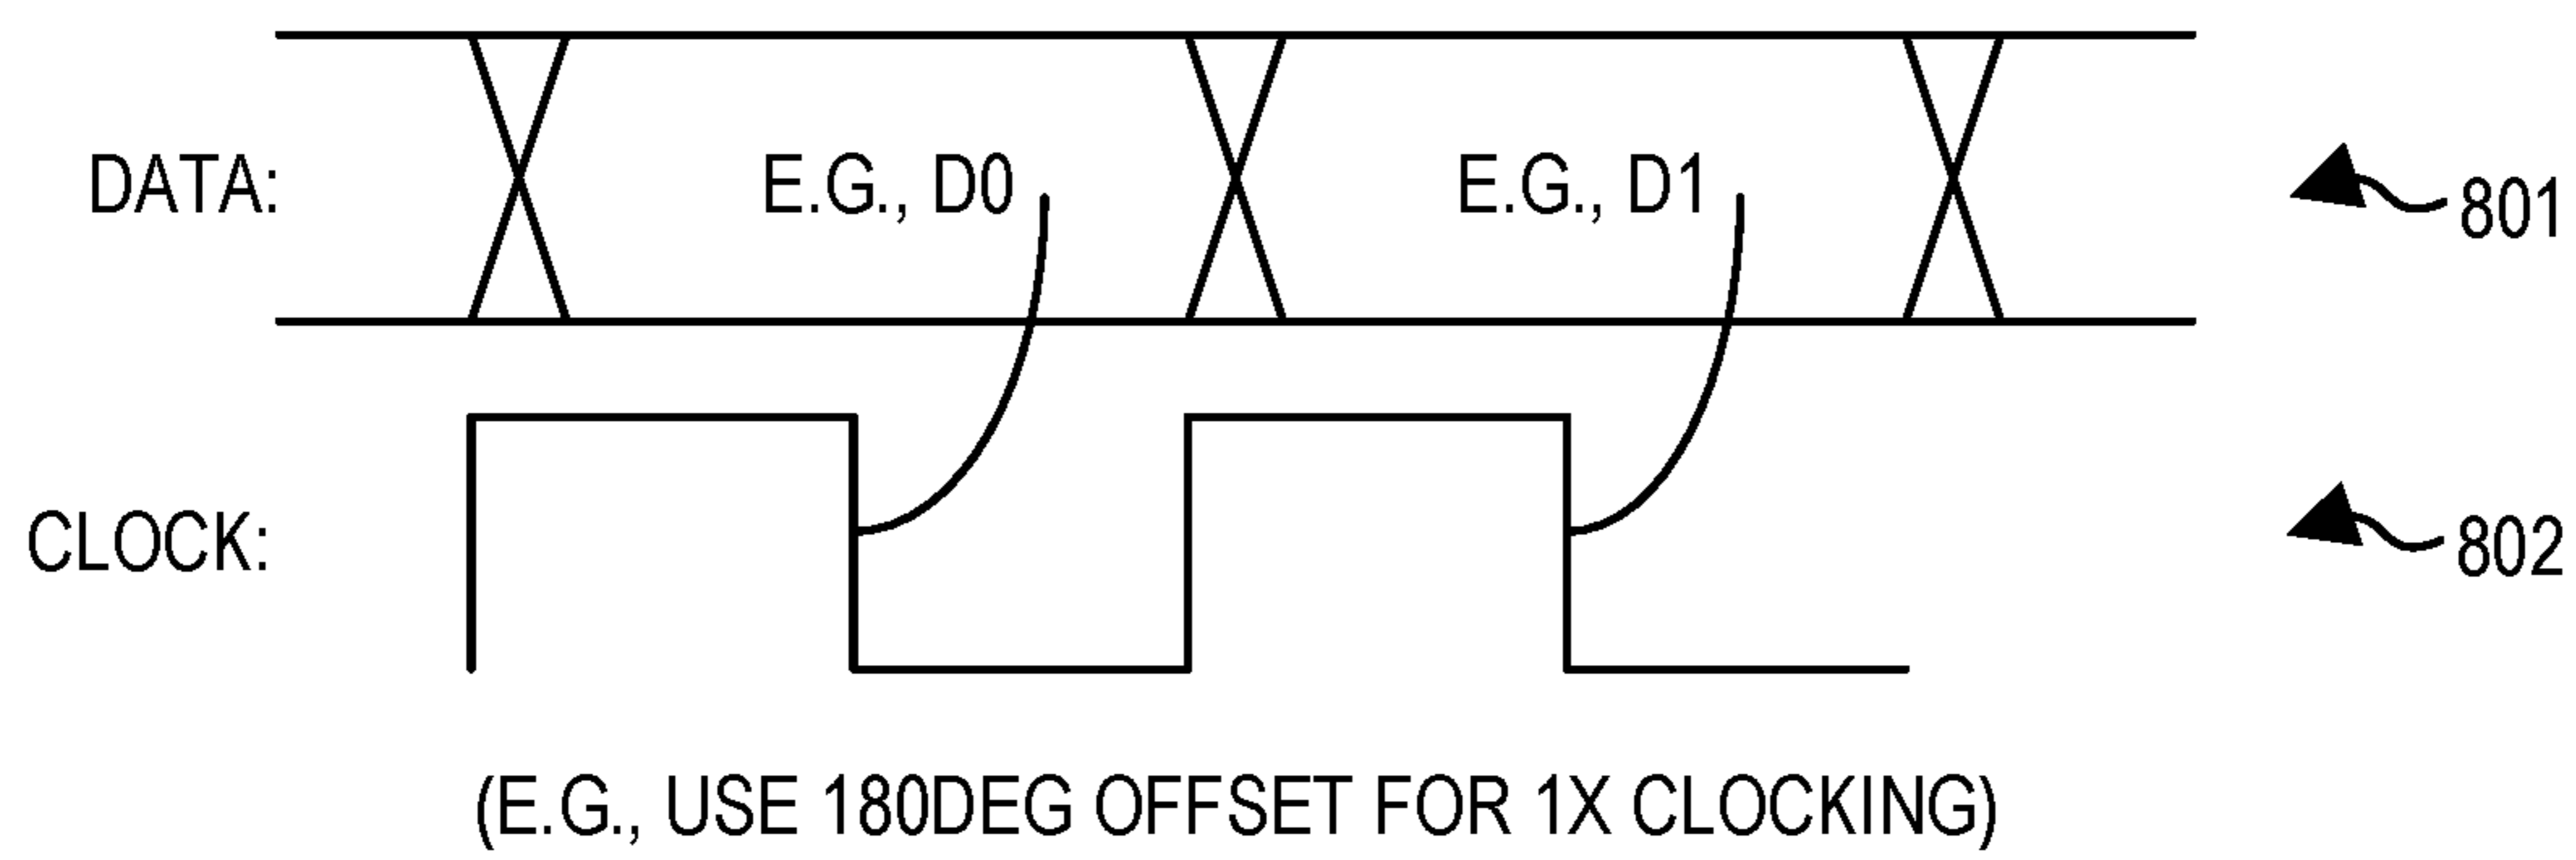 DATA: E.G., D0 E.G., D1 801
CLOCK: 802
(E.G., USE 180DEG OFFSET FOR 1X CLOCKING)